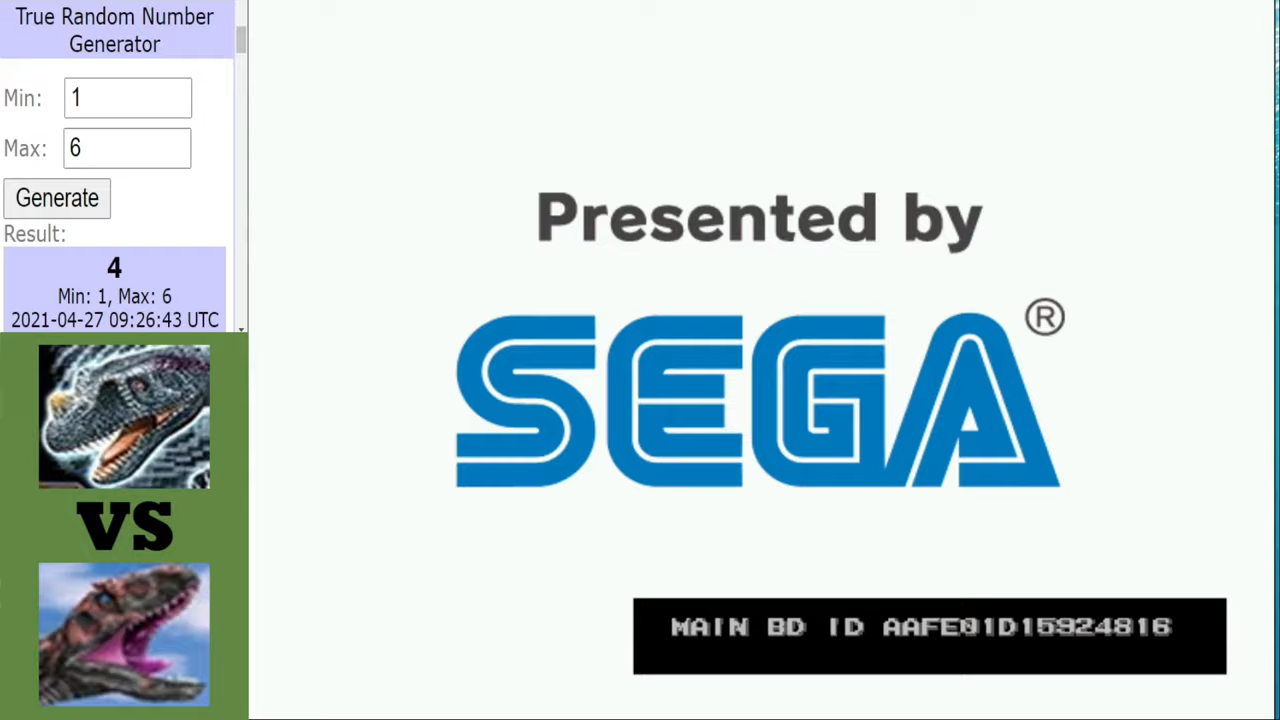 True Random Number
Generator
Min: 1
Max: 6
Generate
Result:
4
Min: 1, Max: 6
2021-04-27 09:26:43 UTC
VS
Presented by
SEGA®
MAIN BD ID AAFE01D15924816